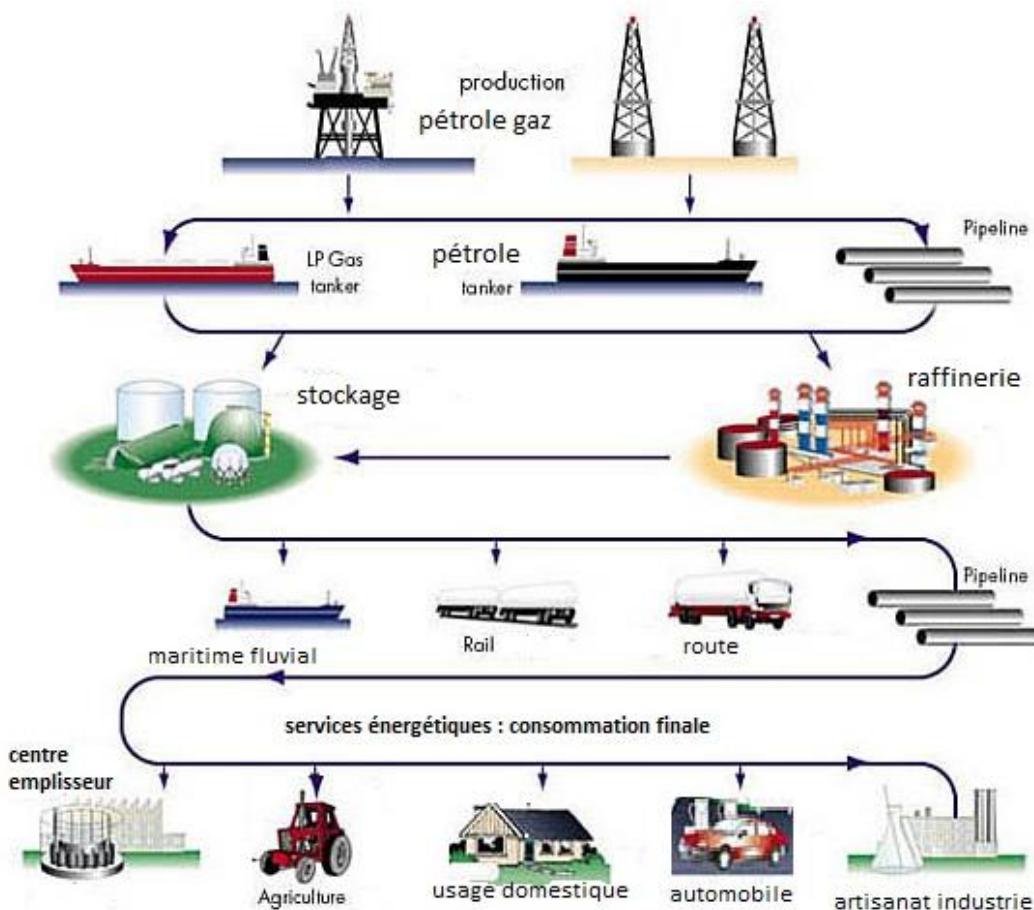 production
pétrole gaz
LP Gas
tanker
pétrole
tanker
Pipeline
stockage
raffinerie
maritime fluvial
Rail
route
Pipeline
services énergétiques : consommation finale
centre
emplisseur
Agriculture
usage domestique
automobile
artisanat industrie